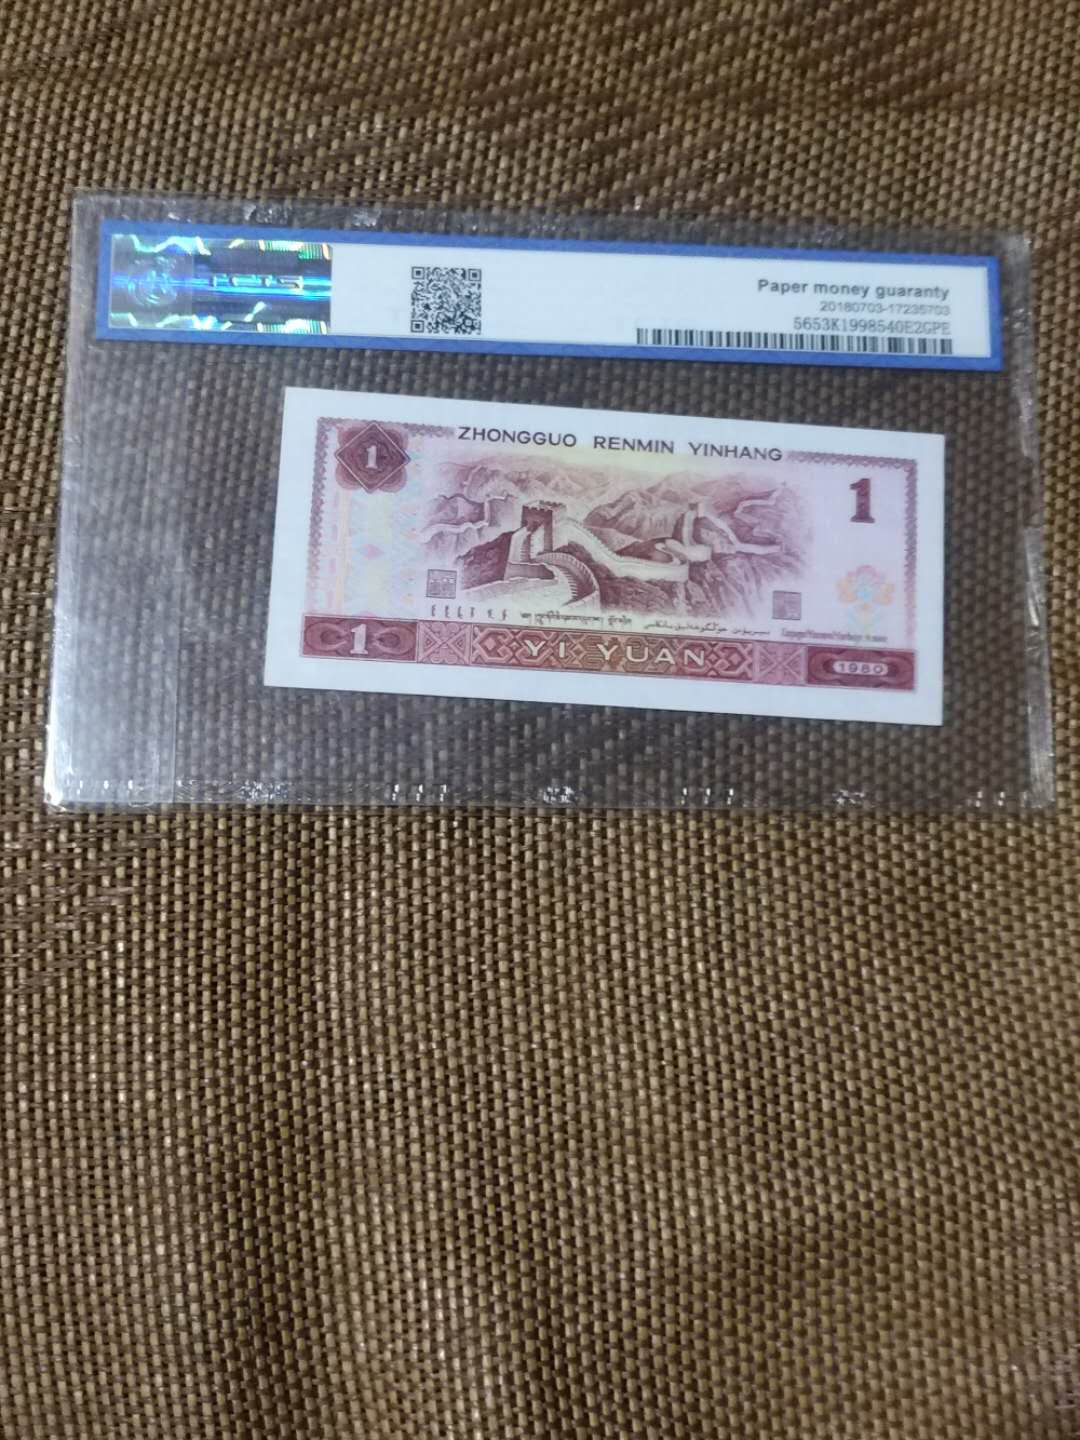 Paper money guaranty
20180703-17235703
5653K1998540E2GPE
1
ZHONGGUO RENMIN YINHANG
1
1
YI YUAN
1980